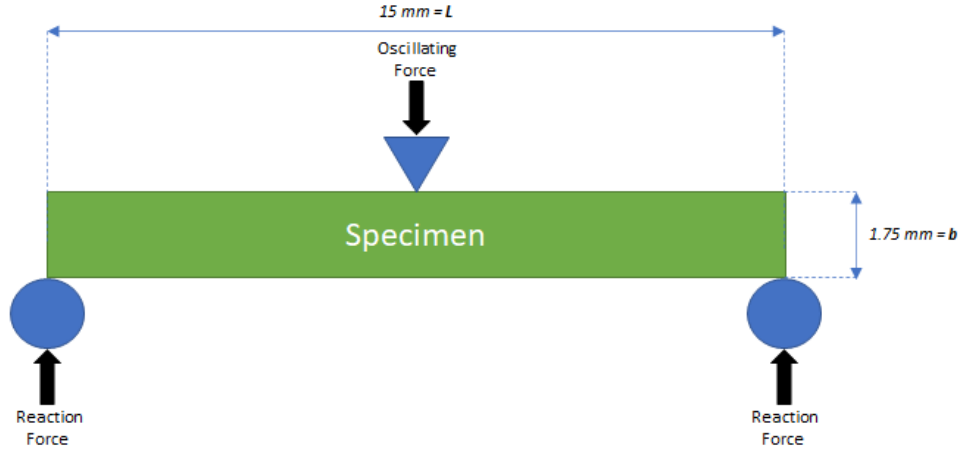 15 mm = L
Oscillating
Force
Specimen
1.75 mm = b
Reaction
Force
Reaction
Force